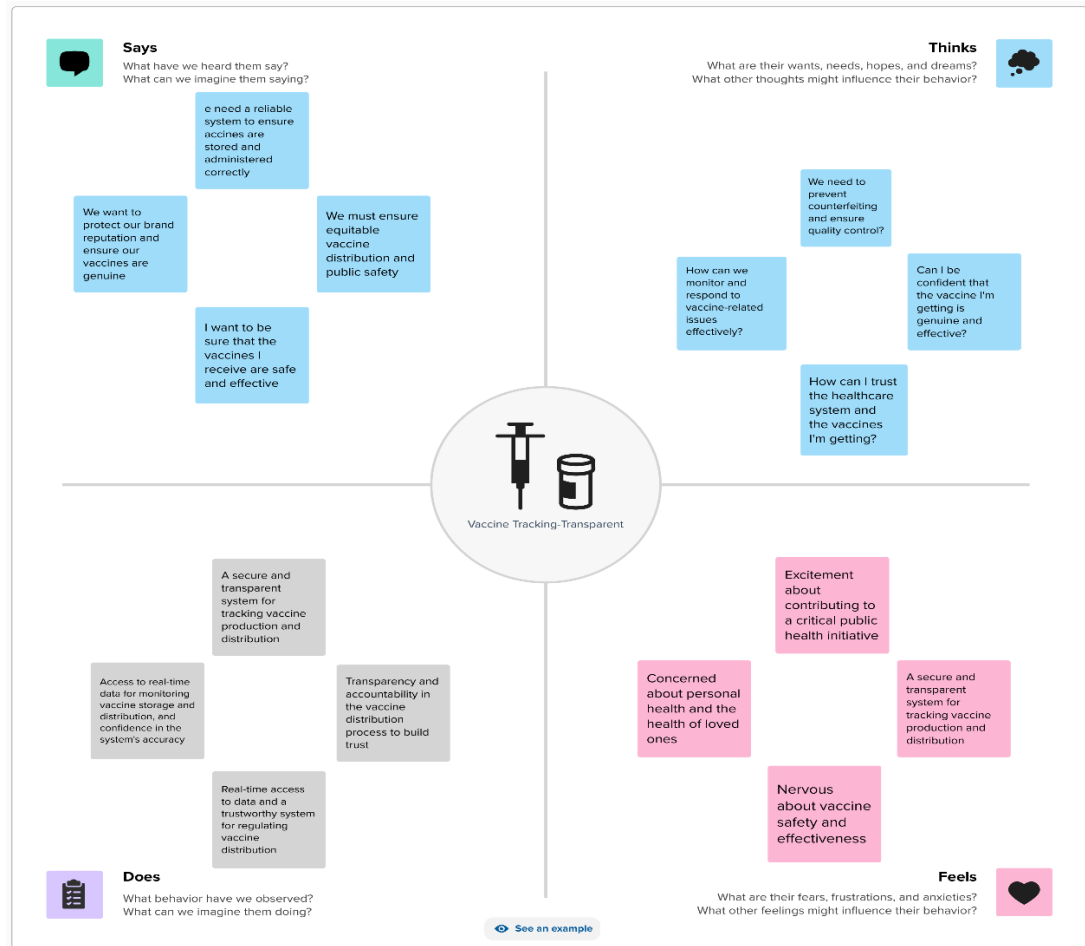 Says
What have we heard them say?
What can we imagine them saying?
e need a reliable
system to ensure
accines are
stored and
administered
correctly
We want to
protect our brand
reputation and
ensure our
vaccines are
genuine
We must ensure
equitable
vaccine
distribution and
public safety
I want to be
sure that the
vaccines I
receive are safe
and effective
Thinks
What are their wants, needs, hopes, and dreams?
What other thoughts might influence their behavior?
We need to
prevent
counterfeiting
and ensure
quality control?
How can we
monitor and
respond to
vaccine-related
issues
effectively?
Can I be
confident that
the vaccine I'm
getting is
genuine and
effective?
How can I trust
the healthcare
system and
the vaccines
I'm getting?
Vaccine Tracking-Transparent
A secure and
transparent
system for
tracking vaccine
production and
distribution
Access to real-time
data for monitoring
vaccine storage and
distribution, and
confidence in the
system's accuracy
Transparency and
accountability in
the vaccine
distribution
process to build
trust
Real-time access
to data and a
trustworthy system
for regulating
vaccine
distribution
Does
What behavior have we observed?
What can we imagine them doing?
Excitement
about
contributing to
a critical public
health initiative
Concerned
about personal
health and the
health of loved
ones
A secure and
transparent
system for
tracking vaccine
production and
distribution
Nervous
about vaccine
safety and
effectiveness
Feels
What are their fears, frustrations, and anxieties?
What other feelings might influence their behavior?
See an example